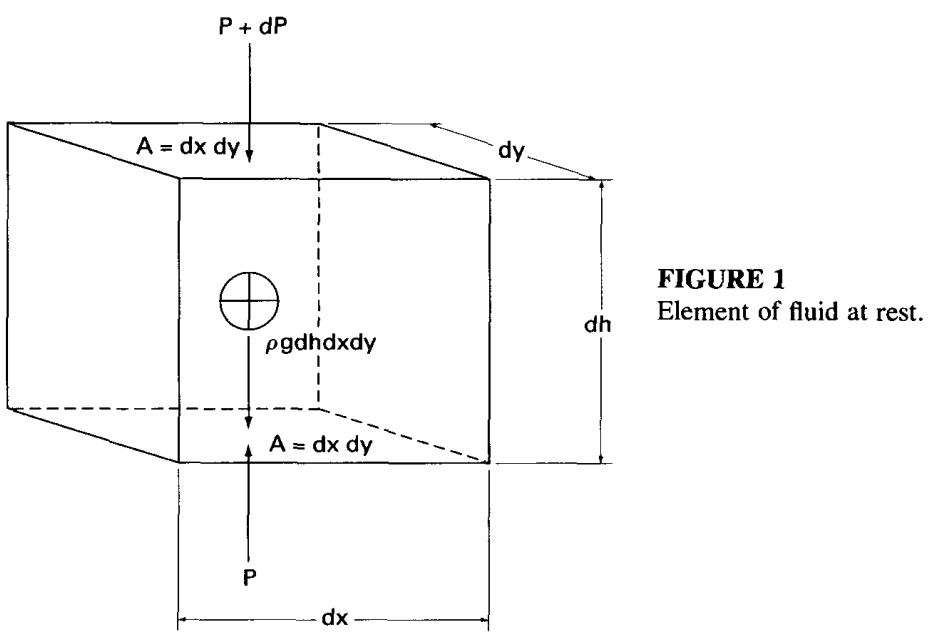 P + dP
A = dx dy
dy
FIGURE 1
Element of fluid at rest.
dh
ρgdhdxdy
A = dx dy
P
dx